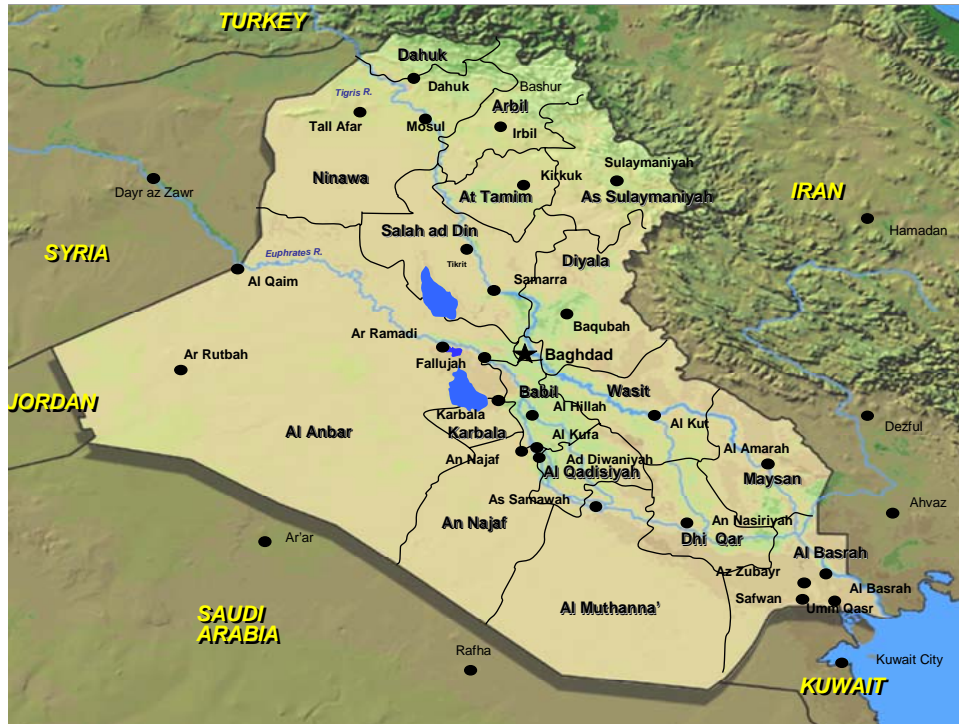 TURKEY
Dahuk
Dahuk
Bashur
Tigris R.
Arbil
Tall Afar
Mosul
Irbil
Sulaymaniyah
Ninawa
Kirkuk
Dayr az Zawr
At Tamim
As Sulaymaniyah
IRAN
Hamadan
Salah ad Din
SYRIA
Euphrates R.
Tikrit
Diyala
Al Qaim
Samarra
Baqubah
Ar Ramadi
Ar Rutbah
Fallujah
Baghdad
JORDAN
Babil
Wasit
Karbala
Al Hillah
Al Kut
Dezful
Al Anbar
Karbala
Al Kufa
Al Amarah
An Najaf
Ad Diwaniyah
Al Qadisiyah
Maysan
As Samawah
Ahvaz
An Najaf
An Nasiriyah
Dhi Qar
Ar'ar
Al Basrah
Az Zubayr
Al Basrah
Safwan
Umm Qasr
SAUDI
ARABIA
Al Muthanna'
Rafha
Kuwait City
KUWAIT